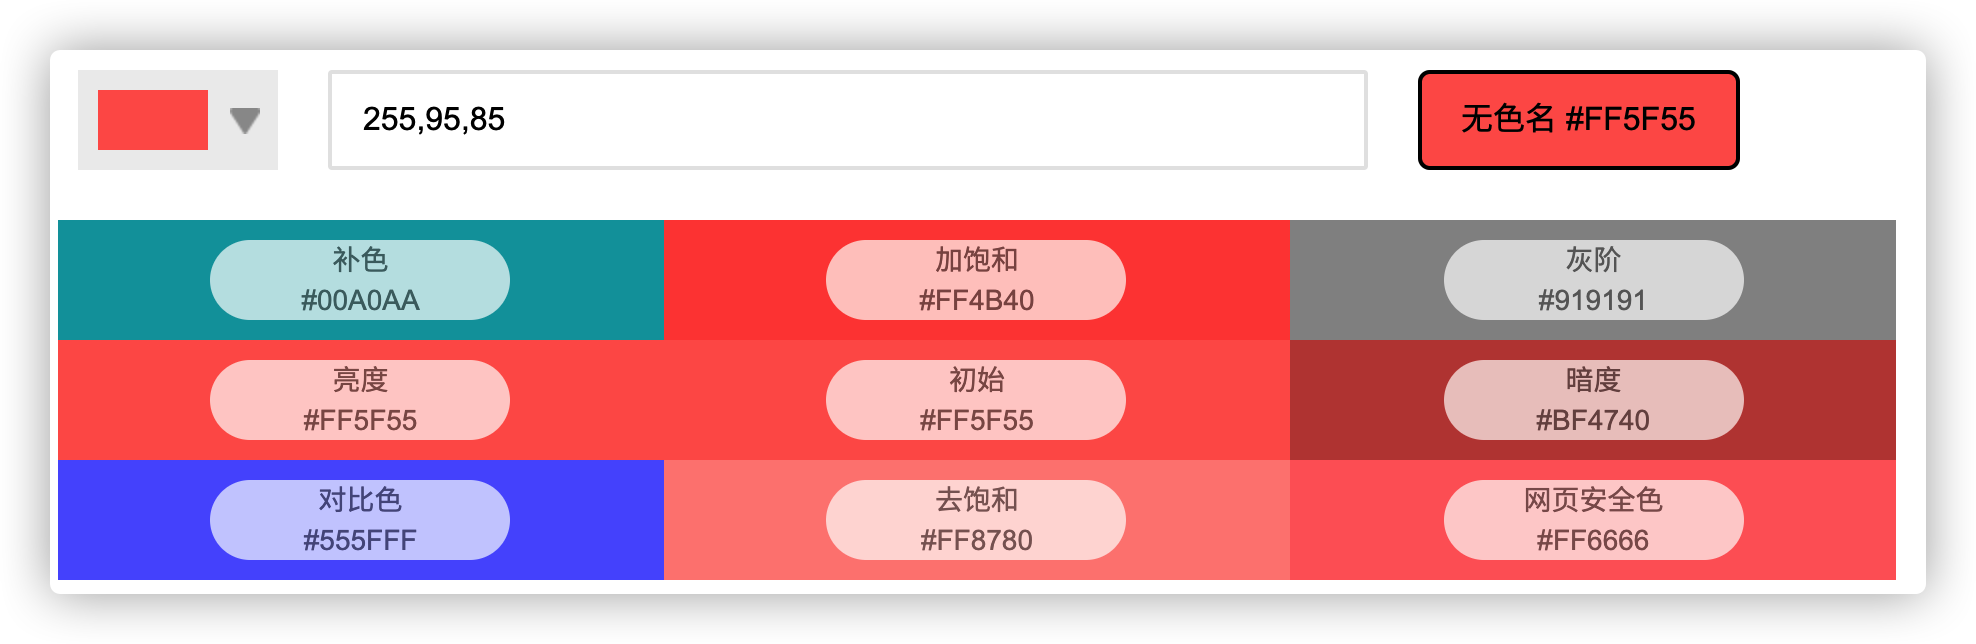 255,95,85
无色名 #FF5F55
补色
#00A0AA
加饱和
#FF4B40
灰阶
#919191
亮度
#FF5F55
初始
#FF5F55
暗度
#BF4740
对比色
#555FFF
去饱和
#FF8780
网页安全色
#FF6666